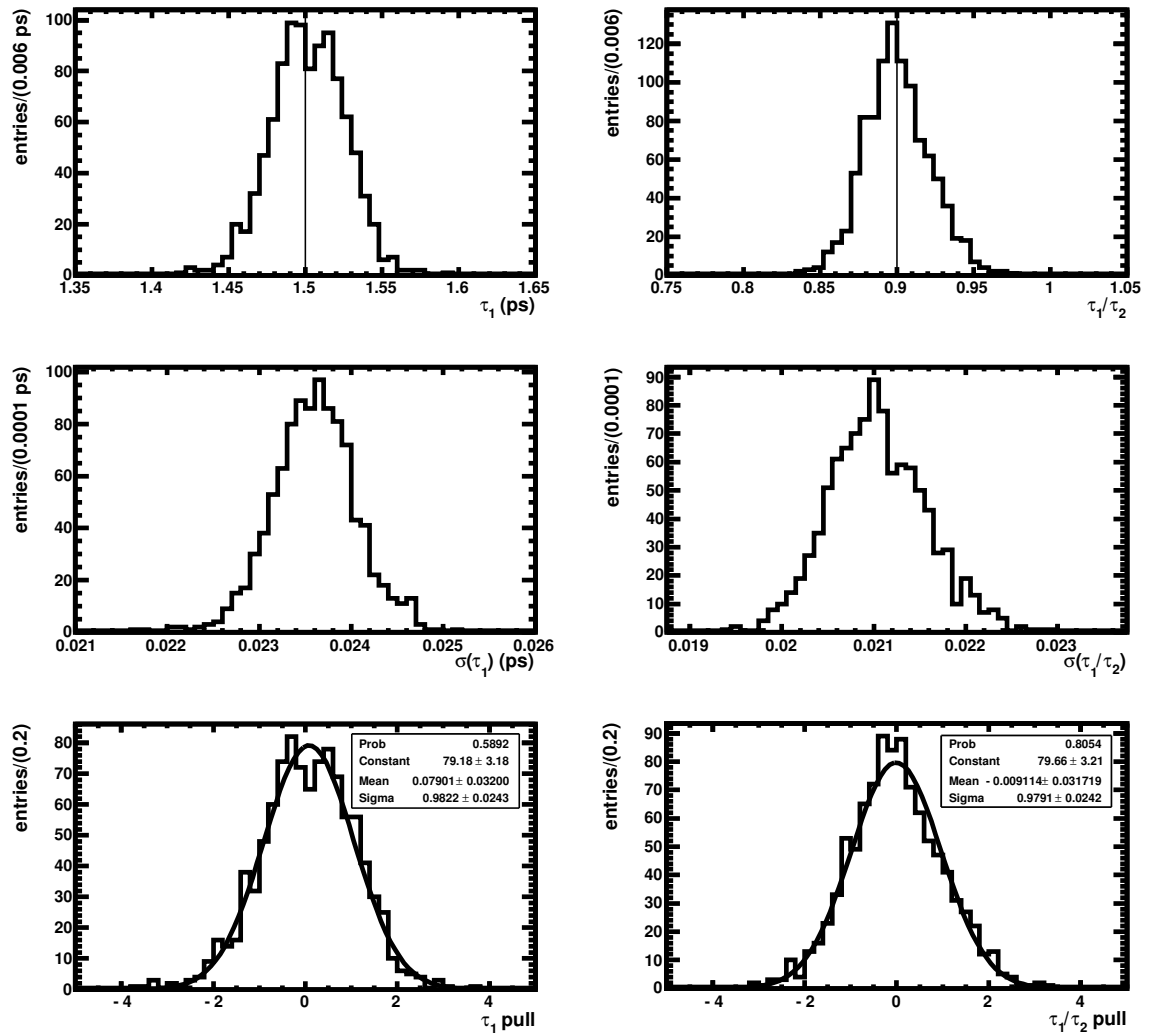 entries/(0.006 ps)
100
80
60
40
20
0
1.35 1.4 1.45 1.5 1.55 1.6 1.65
τ1 (ps)
entries/(0.006)
120
100
80
60
40
20
0
0.75 0.8 0.85 0.9 0.95 1 1.05
τ1/τ2
entries/(0.0001 ps)
100
80
60
40
20
0
0.021 0.022 0.023 0.024 0.025 0.026
σ(τ1) (ps)
entries/(0.0001)
90
80
70
60
50
40
30
20
10
0
0.019 0.02 0.021 0.022 0.023
σ(τ1/τ2)
entries/(0.2)
80
70
60
50
40
30
20
10
0
Prob 0.5892
Constant 79.18 ± 3.18
Mean 0.07901 ± 0.03200
Sigma 0.9822 ± 0.0243
- 4 - 2 0 2 4
τ1 pull
entries/(0.2)
90
80
70
60
50
40
30
20
10
0
Prob 0.8054
Constant 79.66 ± 3.21
Mean - 0.009114 ± 0.031719
Sigma 0.9791 ± 0.0242
- 4 - 2 0 2 4
τ1/τ2 pull